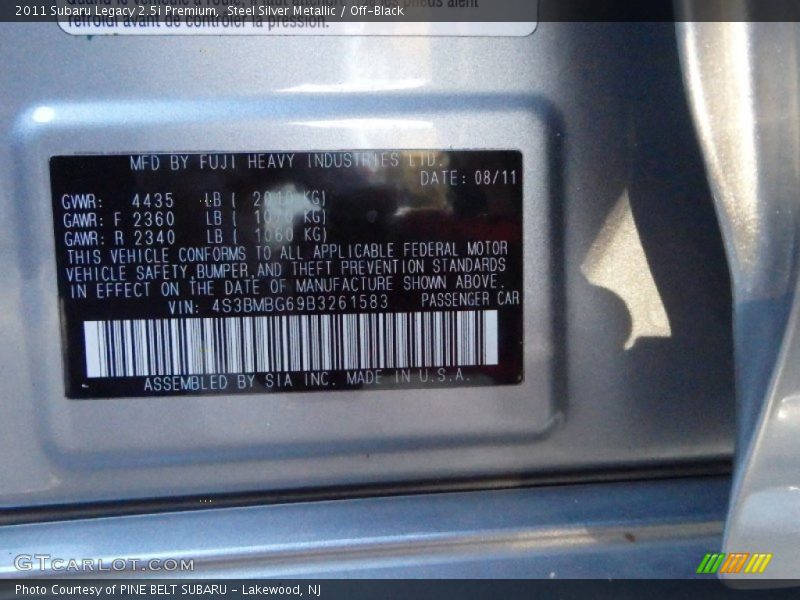 2011 Subaru Legacy 2.5i Premium,  Steel Silver Metallic / Off-Black
refroidi avant de contrôler la pression.
MFD BY FUJI HEAVY INDUSTRIES LTD.
DATE: 08/11
GVWR: 4435 LB ( 2010 KG)
GAWR: F 2360 LB ( 1070 KG)
GAWR: R 2340 LB ( 1060 KG)
THIS VEHICLE CONFORMS TO ALL APPLICABLE FEDERAL MOTOR
VEHICLE SAFETY, BUMPER, AND THEFT PREVENTION STANDARDS
IN EFFECT ON THE DATE OF MANUFACTURE SHOWN ABOVE.
VIN: 4S3BMBG69B3261583 PASSENGER CAR
ASSEMBLED BY SIA INC. MADE IN U.S.A.
GTCARLOT.COM
Photo Courtesy of PINE BELT SUBARU - Lakewood, NJ